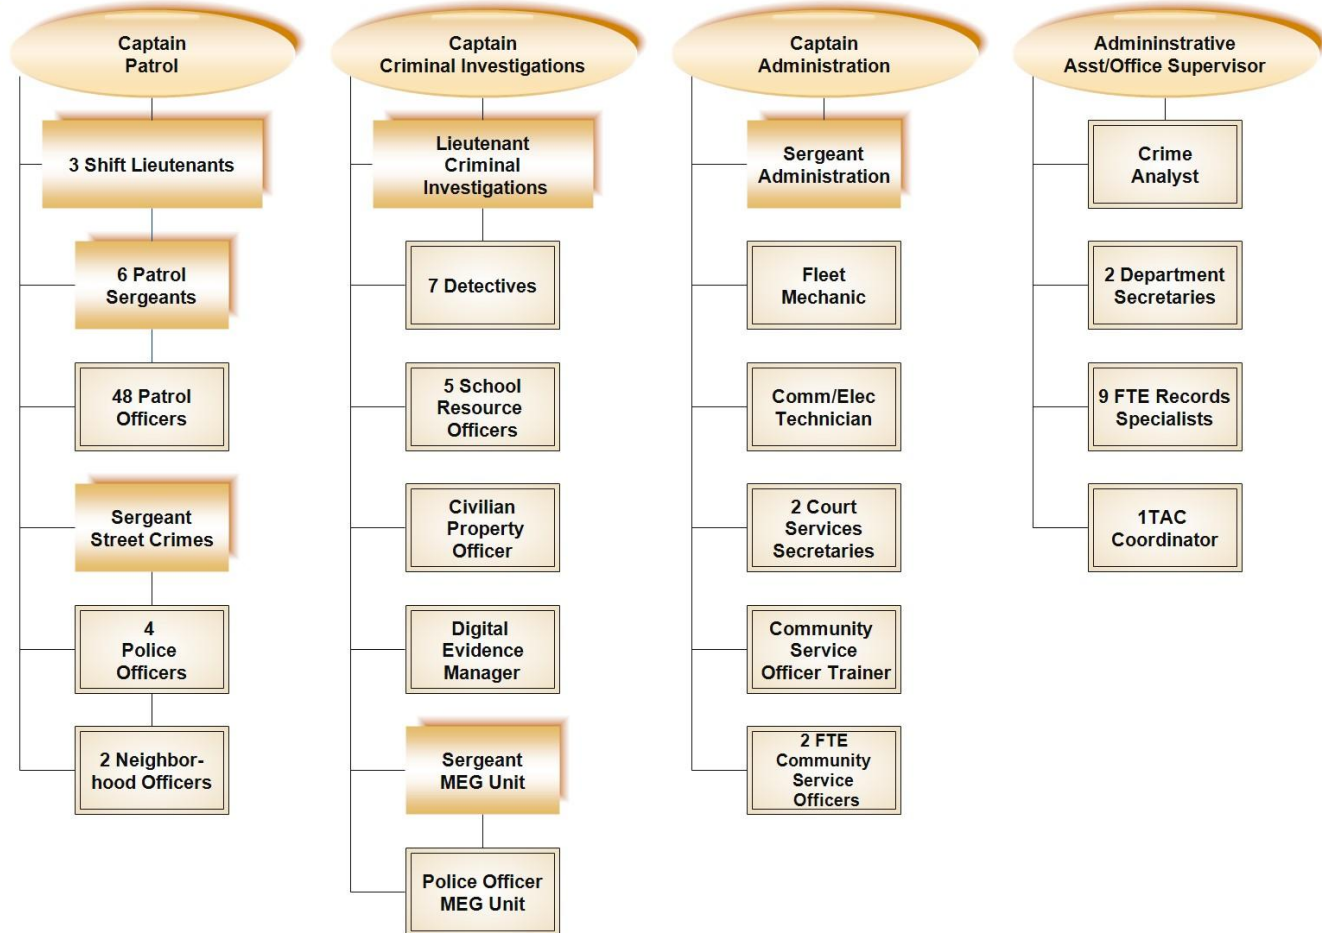 Captain
Patrol
3 Shift Lieutenants
6 Patrol
Sergeants
48 Patrol
Officers
Sergeant
Street Crimes
4
Police
Officers
2 Neighbor-
hood Officers
Captain
Criminal Investigations
Lieutenant
Criminal
Investigations
7 Detectives
5 School
Resource
Officers
Civilian
Property
Officer
Digital
Evidence
Manager
Sergeant
MEG Unit
Police Officer
MEG Unit
Captain
Administration
Sergeant
Administration
Fleet
Mechanic
Comm/Elec
Technician
2 Court
Services
Secretaries
Community
Service
Officer Trainer
2 FTE
Community
Service
Officers
Admininstrative
Asst/Office Supervisor
Crime
Analyst
2 Department
Secretaries
9 FTE Records
Specialists
1TAC
Coordinator